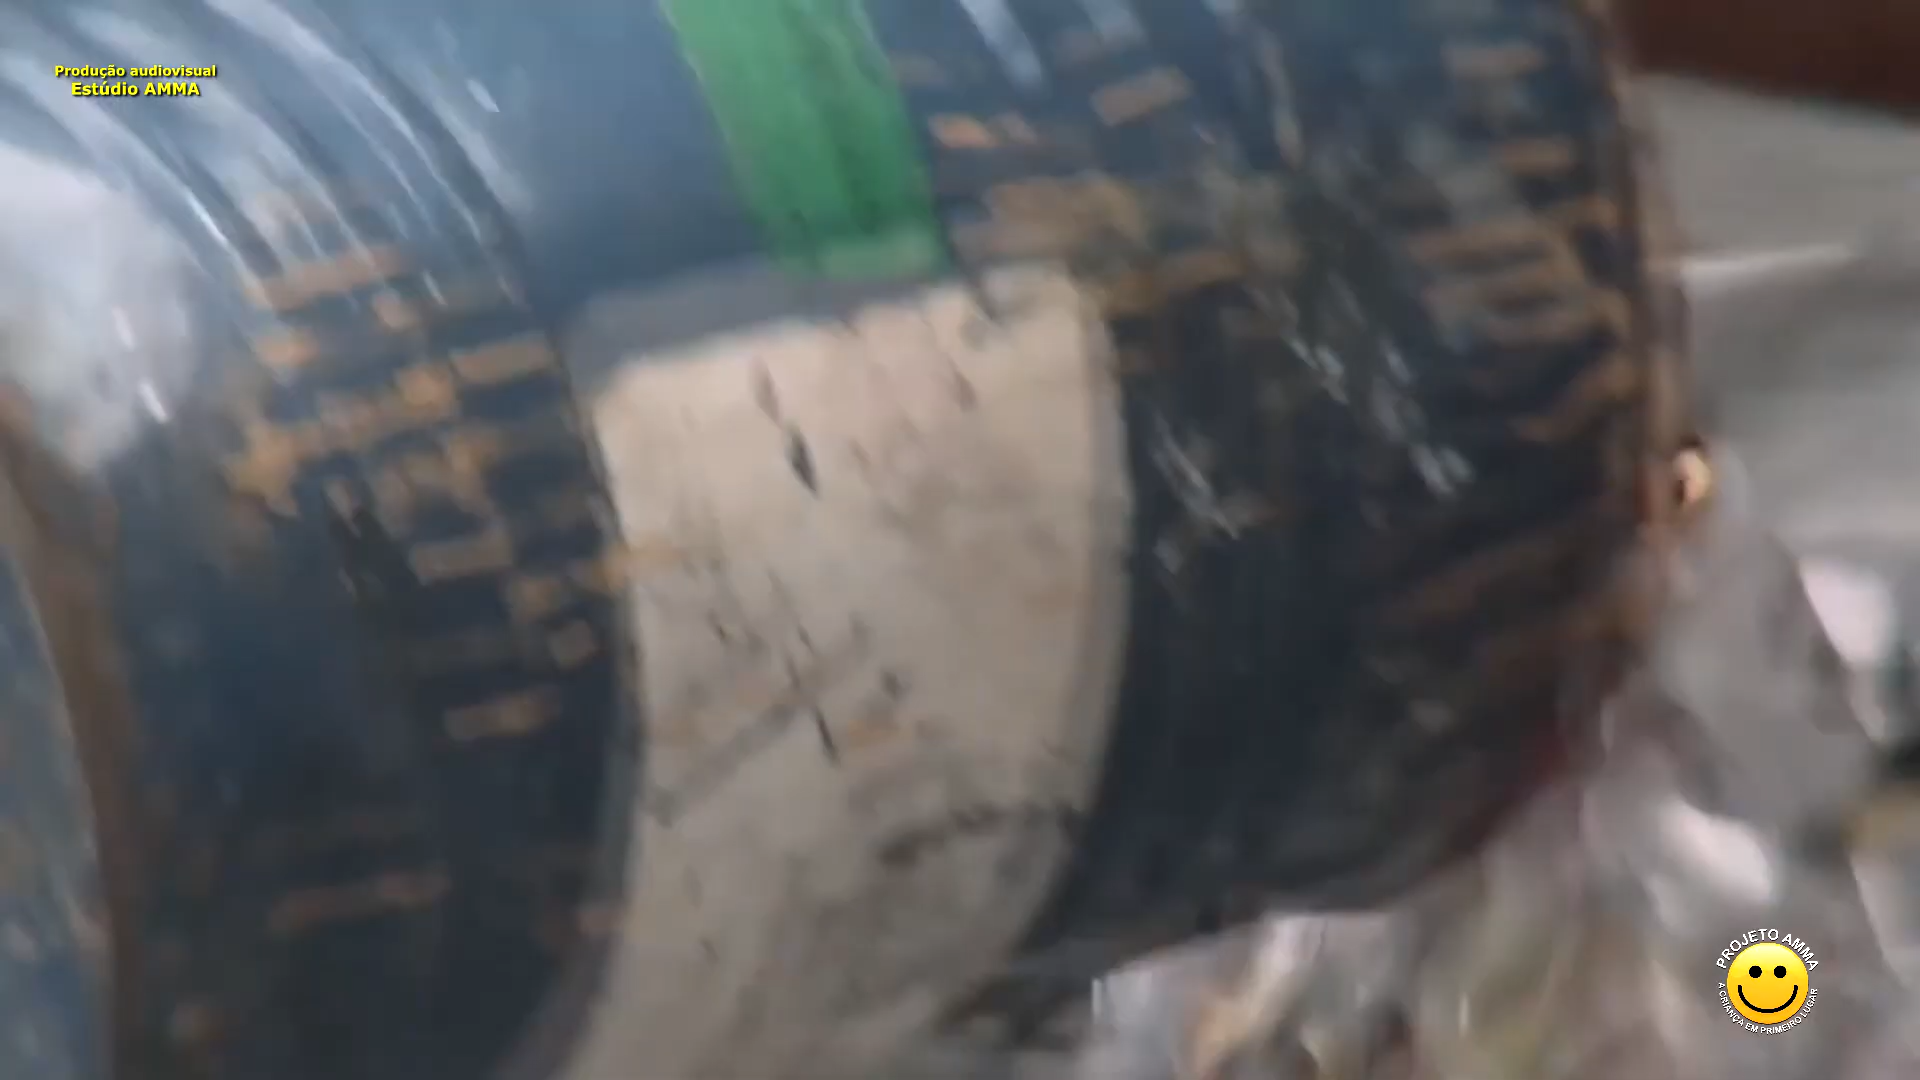 Produção audiovisual
Estúdio AMMA
PROJETO AMMA
A CRIANÇA EM PRIMEIRO LUGAR